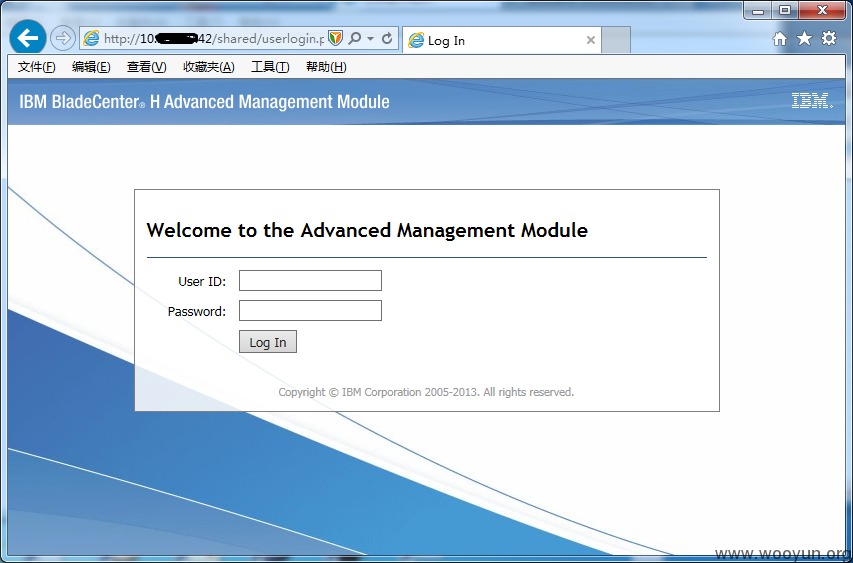 http://10.42/shared/userlogin.p
Log In
文件(F) 编辑(E) 查看(V) 收藏夹(A) 工具(T) 帮助(H)
IBM BladeCenter® H Advanced Management Module
IBM®
Welcome to the Advanced Management Module
User ID:
Password:
Log In
Copyright © IBM Corporation 2005-2013. All rights reserved.
www.wooyun.org